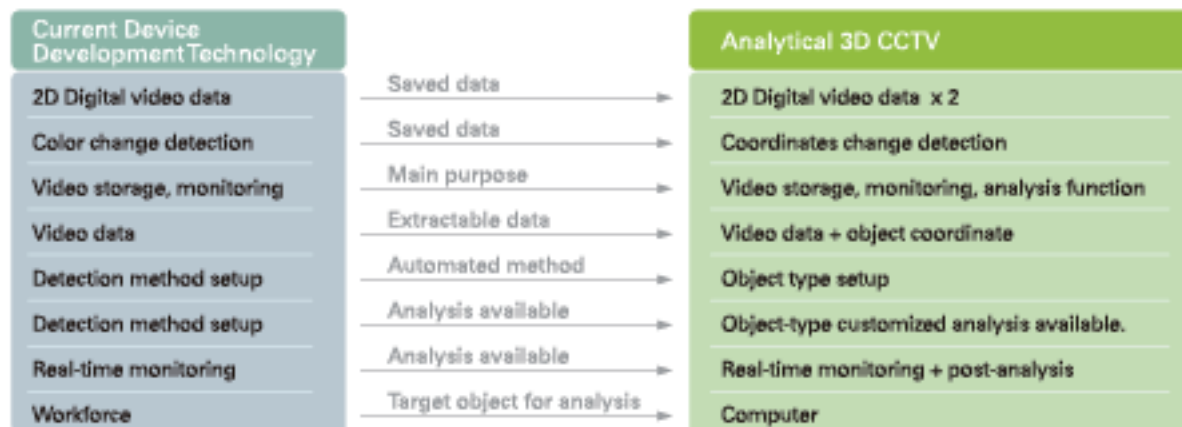 Current Device
Development Technology
Analytical 3D CCTV
2D Digital video data
Saved data
2D Digital video data x 2
Color change detection
Saved data
Coordinates change detection
Video storage, monitoring
Main purpose
Video storage, monitoring, analysis function
Video data
Extractable data
Video data + object coordinate
Detection method setup
Automated method
Object type setup
Detection method setup
Analysis available
Object-type customized analysis available.
Real-time monitoring
Analysis available
Real-time monitoring + post-analysis
Workforce
Target object for analysis
Computer